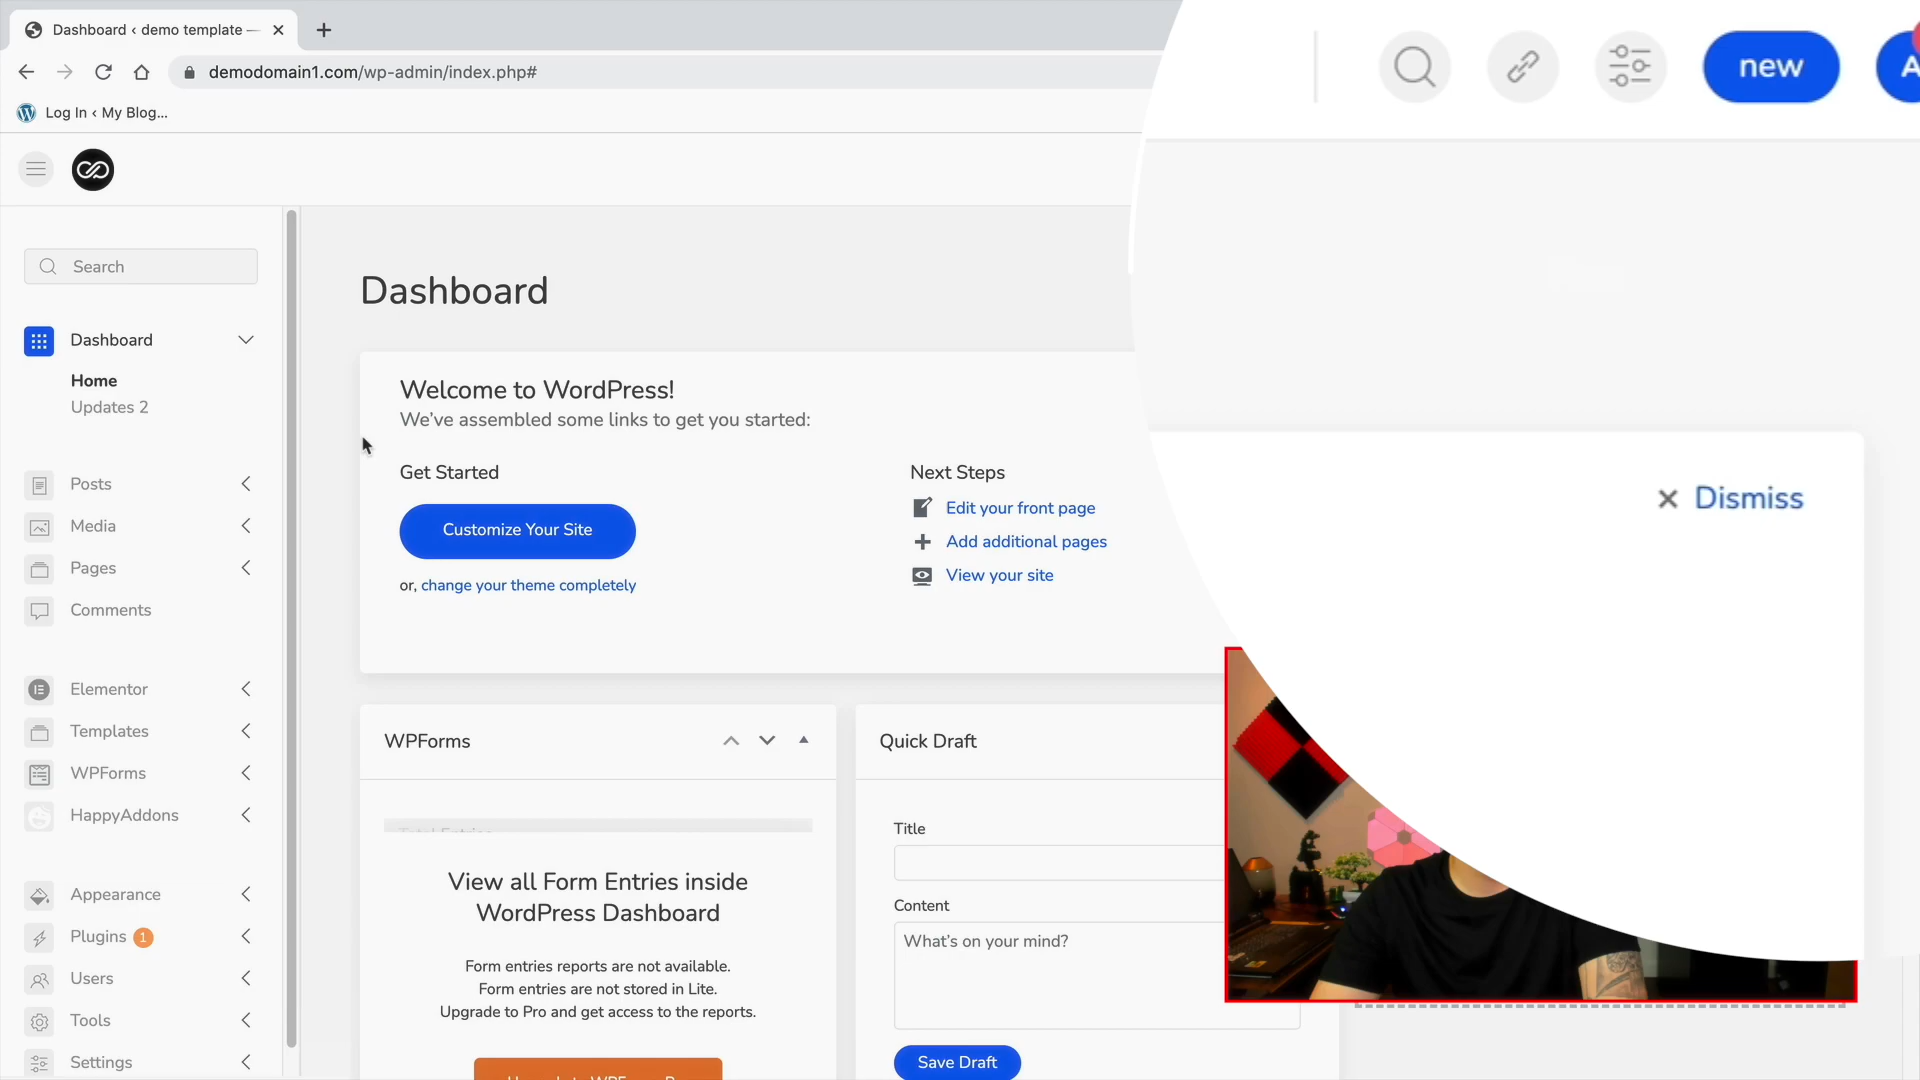 Dashboard ‹ demo template —
demodomain1.com/wp-admin/index.php#
Log In ‹ My Blog...
new
A
Search
Dashboard
Home
Updates 2
Posts
Media
Pages
Comments
Elementor
Templates
WPForms
HappyAddons
Appearance
Plugins 1
Users
Tools
Settings
Dashboard
Welcome to WordPress!
We've assembled some links to get you started:
Dismiss
Get Started
Customize Your Site
or, change your theme completely
Next Steps
Edit your front page
Add additional pages
View your site
WPForms
View all Form Entries inside
WordPress Dashboard
Form entries reports are not available.
Form entries are not stored in Lite.
Upgrade to Pro and get access to the reports.
Quick Draft
Title
Content
What's on your mind?
Save Draft